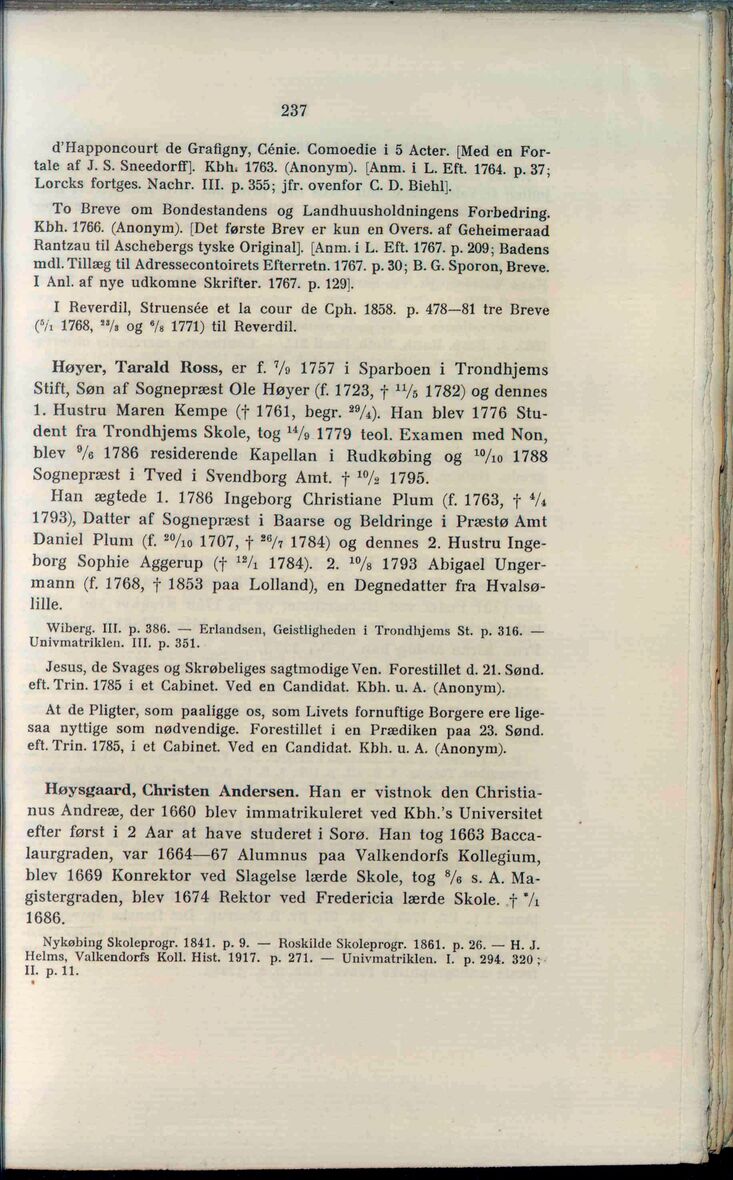 237
d'Happoncourt de Grafigny, Cénie. Comoedie i 5 Acter. [Med en For-
tale af J. S. Sneedorff]. Kbh. 1763. (Anonym). [Anm. i L. Eft. 1764. p. 37;
Lorcks fortges. Nachr. III. p. 355; jfr. ovenfor C. D. Biehl].
To Breve om Bondestandens og Landhuusholdningens Forbedring.
Kbh. 1766. (Anonym). [Det første Brev er kun en Overs. af Geheimeraad
Rantzau til Aschebergs tyske Original]. [Anm. i L. Eft. 1767. p. 209; Badens
mdl. Tillæg til Adressecontoirets Efterretn. 1767. p. 30; B. G. Sporon, Breve.
I Anl. af nye udkomne Skrifter. 1767. p. 129].
I Reverdil, Struensée et la cour de Cph. 1858. p. 478—81 tre Breve
(⁵/₁ 1768, ²³/₈ og ⁶/₈ 1771) til Reverdil.
Høyer, Tarald Ross, er f. ⁷/₉ 1757 i Sparboen i Trondhjems
Stift, Søn af Sognepræst Ole Høyer (f. 1723, † ¹¹/₅ 1782) og dennes
1. Hustru Maren Kempe († 1761, begr. ²⁹/₄). Han blev 1776 Stu-
dent fra Trondhjems Skole, tog ¹⁴/₉ 1779 teol. Examen med Non,
blev ⁹/₆ 1786 residerende Kapellan i Rudkøbing og ¹⁰/₁₀ 1788
Sognepræst i Tved i Svendborg Amt. † ¹⁰/₂ 1795.
Han ægtede 1. 1786 Ingeborg Christiane Plum (f. 1763, † ⁴/₄
1793), Datter af Sognepræst i Baarse og Beldringe i Præstø Amt
Daniel Plum (f. ²⁰/₁₀ 1707, † ²⁶/₇ 1784) og dennes 2. Hustru Inge-
borg Sophie Aggerup († ¹²/₁ 1784). 2. ¹⁰/₈ 1793 Abigael Unger-
mann (f. 1768, † 1853 paa Lolland), en Degnedatter fra Hvalsø-
lille.
Wiberg. III. p. 386. — Erlandsen, Geistligheden i Trondhjems St. p. 316. —
Univmatriklen. III. p. 351.
Jesus, de Svages og Skrøbeliges sagtmodige Ven. Forestillet d. 21. Sønd.
eft. Trin. 1785 i et Cabinet. Ved en Candidat. Kbh. u. A. (Anonym).
At de Pligter, som paaligge os, som Livets fornuftige Borgere ere lige-
saa nyttige som nødvendige. Forestillet i en Prædiken paa 23. Sønd.
eft. Trin. 1785, i et Cabinet. Ved en Candidat. Kbh. u. A. (Anonym).
Høysgaard, Christen Andersen. Han er vistnok den Christia-
nus Andreæ, der 1660 blev immatrikuleret ved Kbh.'s Universitet
efter først i 2 Aar at have studeret i Sorø. Han tog 1663 Bacca-
laurgraden, var 1664—67 Alumnus paa Valkendorfs Kollegium,
blev 1669 Konrektor ved Slagelse lærde Skole, tog ⁸/₆ s. A. Ma-
gistergraden, blev 1674 Rektor ved Fredericia lærde Skole. † /₁
1686.
Nykøbing Skoleprogr. 1841. p. 9. — Roskilde Skoleprogr. 1861. p. 26. — H. J.
Helms, Valkendorfs Koll. Hist. 1917. p. 271. — Univmatriklen. I. p. 294. 320;
II. p. 11.